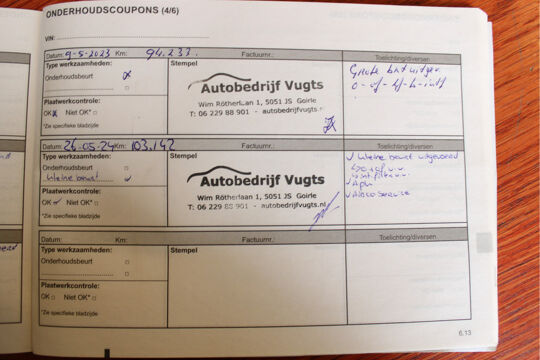 ONDERHOUDSCOUPONS (4/6)
VIN:
Datum: 9-5-2023 Km: 94.233. Factuurnr.: Toelichting/diversen
Type werkzaamheden:
Onderhoudsbeurt x
Stempel
Autobedrijf Vugts
Wim Rötherlaan 1, 5051 JS Goirle
T: 06 229 88 901 - autobedrijfvugts.nl
Grote
Plaatwerkcontrole:
OK x Niet OK* □
*Zie specifieke bladzijde
Datum: 26-05-24 Km: 103.142 Factuurnr.: Toelichting/diversen
Type werkzaamheden:
Onderhoudsbeurt □
kleine beurt ✓
Stempel
Autobedrijf Vugts
Wim Rötherlaan 1, 5051 JS Goirle
T: 06 229 88 901 - autobedrijfvugts.nl
✓ kleine beurt uitgevoerd
✓ Apk
✓ Airco Service
Plaatwerkcontrole:
OK ✓ Niet OK* □
*Zie specifieke bladzijde
Datum: Km: Factuurnr.: Toelichting/diversen
Type werkzaamheden:
Onderhoudsbeurt □
□
Stempel
Plaatwerkcontrole:
OK □ Niet OK* □
*Zie specifieke bladzijde
6.13